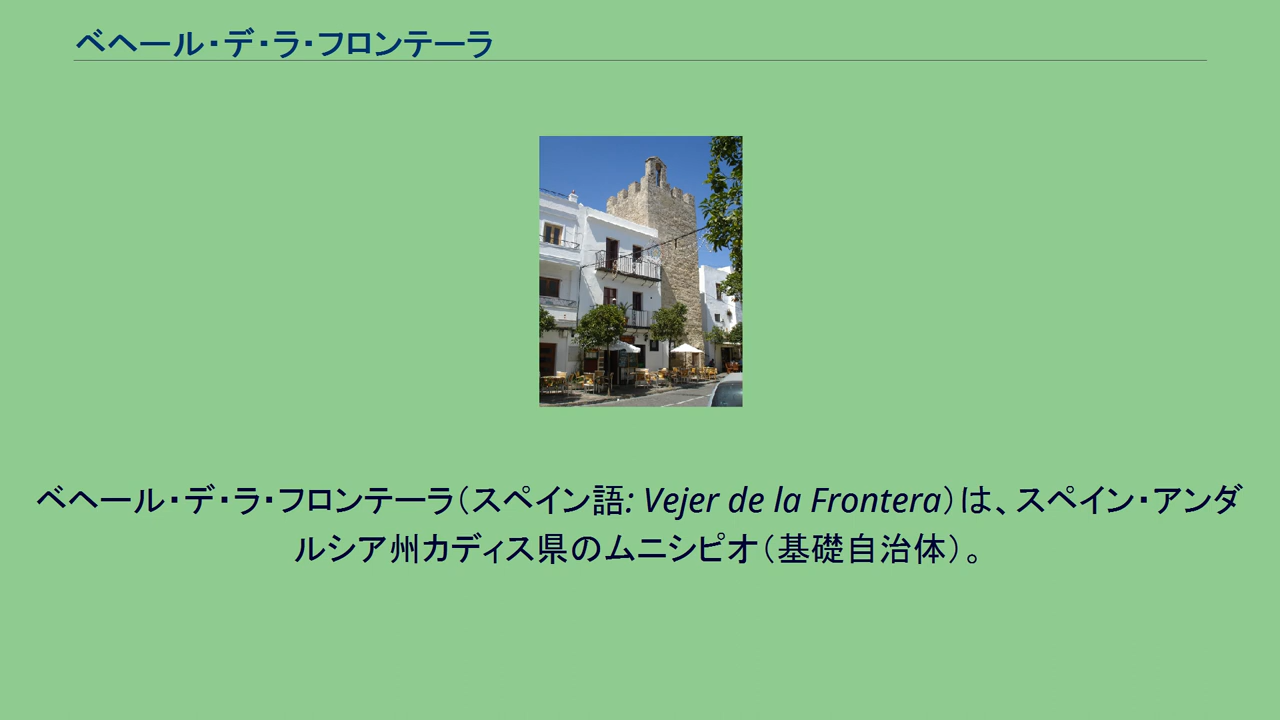 ベヘール・デ・ラ・フロンテーラ
ベヘール・デ・ラ・フロンテーラ（スペイン語: Vejer de la Frontera）は、スペイン・アンダ
ルシア州カディス県のムニシピオ（基礎自治体）。